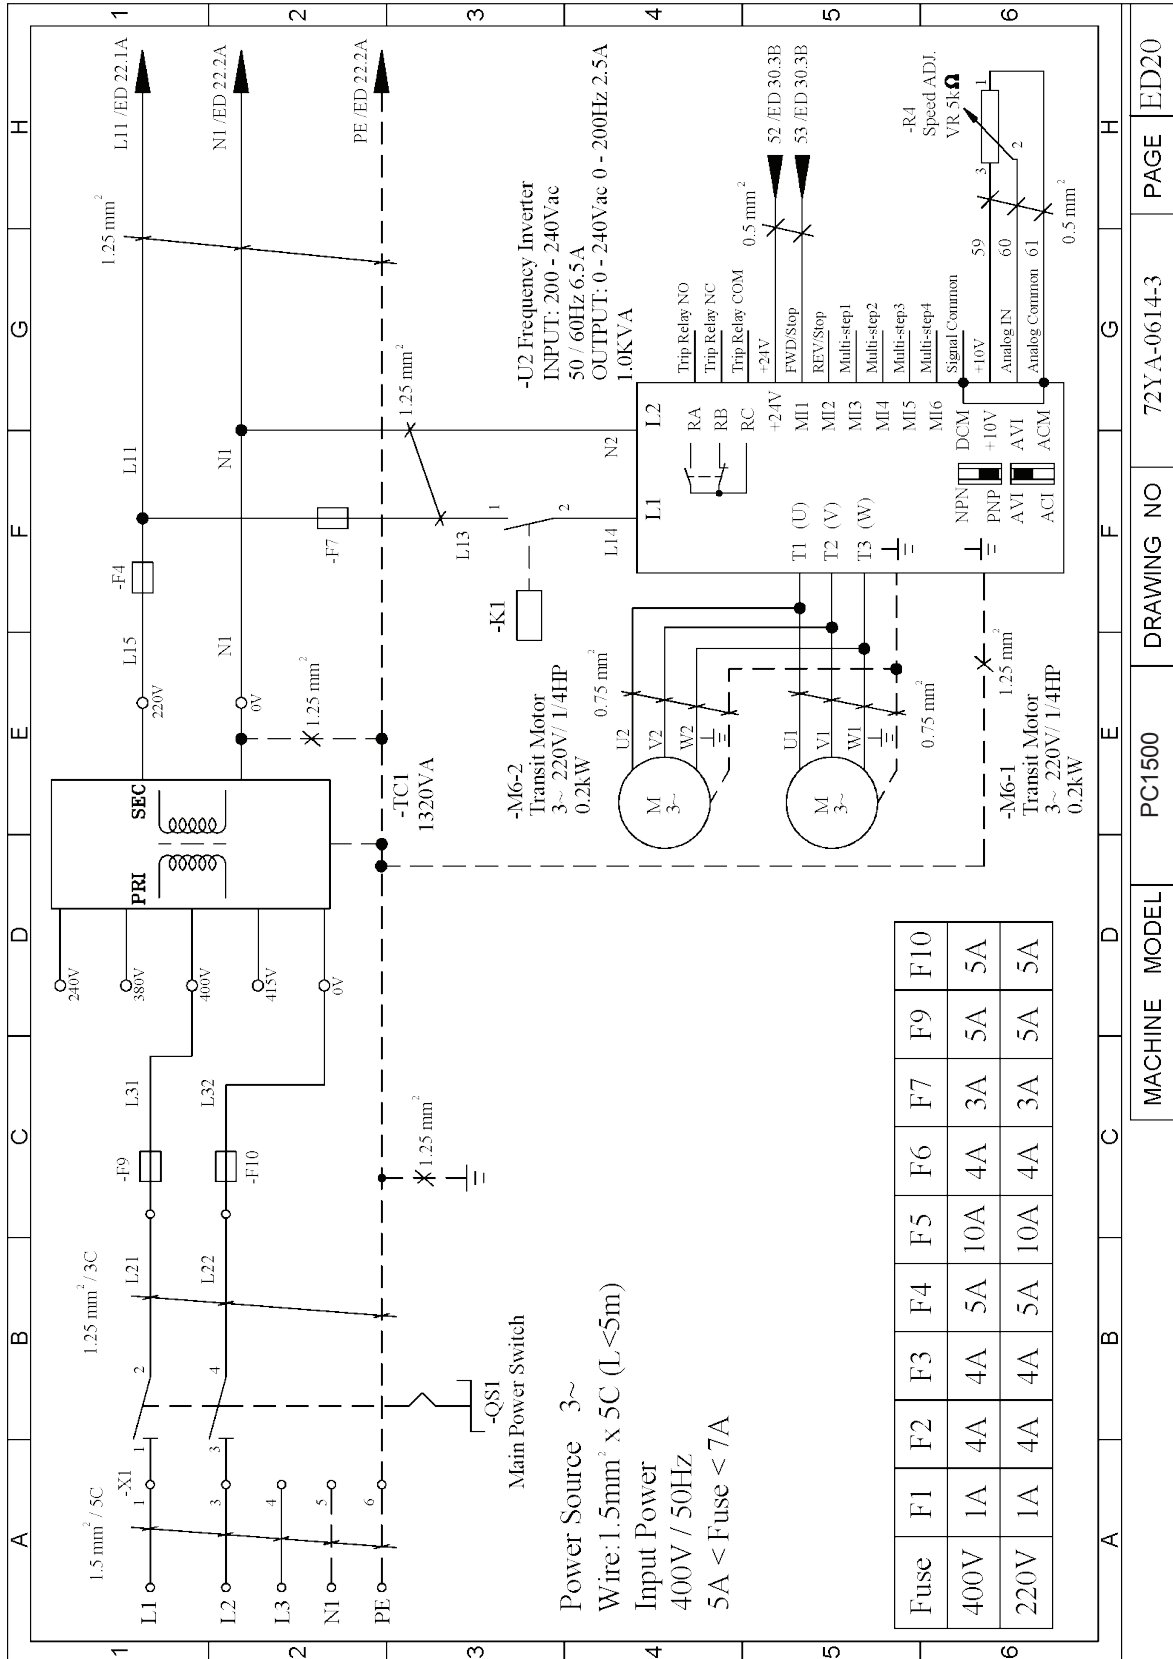 A
B
C
D
E
F
G
H
1
2
3
4
5
6
1.5 mm² / 5C
L1
L2
L3
N1
PE
-X1
1
3
4
5
6
1
2
3
4
-QS1
Main Power Switch
1.25 mm² / 3C
L21
L22
-F9
-F10
L31
L32
1.25 mm²
240V
380V
400V
415V
0V
PRI
SEC
-TC1
1320VA
220V
0V
1.25 mm²
L15
N1
-F4
L11
N1
-F7
1.25 mm²
L11 /ED 22.1A
N1 /ED 22.2A
PE /ED 22.2A
1.25 mm²
L13
-K1
1
2
L14
N2
-U2 Frequency Inverter
INPUT: 200 - 240Vac
50 / 60Hz 6.5A
OUTPUT: 0 - 240Vac 0 - 200Hz 2.5A
1.0KVA
L1
L2
RA
RB
RC
+24V
MI1
MI2
MI3
MI4
MI5
MI6
DCM
+10V
AVI
ACM
NPN
PNP
AVI
ACI
T1 (U)
T2 (V)
T3 (W)
Trip Relay NO
Trip Relay NC
Trip Relay COM
+24V
FWD/Stop
REV/Stop
Multi-step1
Multi-step2
Multi-step3
Multi-step4
Signal Common
+10V
Analog IN
Analog Common
59
60
61
0.5 mm²
52 /ED 30.3B
53 /ED 30.3B
0.5 mm²
-R4
Speed ADJ.
VR 5kΩ
1
2
3
-M6-2
Transit Motor
3~ 220V/ 1/4HP
0.2kW
0.75 mm²
U2
V2
W2
M
3~
U1
V1
W1
M
3~
0.75 mm²
-M6-1
Transit Motor
3~ 220V/ 1/4HP
0.2kW
1.25 mm²
Power Source 3~
Wire:1.5mm² x 5C (L<5m)
Input Power
400V / 50Hz
5A < Fuse < 7A
Fuse F1 F2 F3 F4 F5 F6 F7 F9 F10
400V 1A 4A 4A 5A 10A 4A 3A 5A 5A
220V 1A 4A 4A 5A 10A 4A 3A 5A 5A
A
B
C
D
E
F
G
H
1
2
3
4
5
6
MACHINE MODEL PC1500 DRAWING NO 72YA-0614-3 PAGE ED20